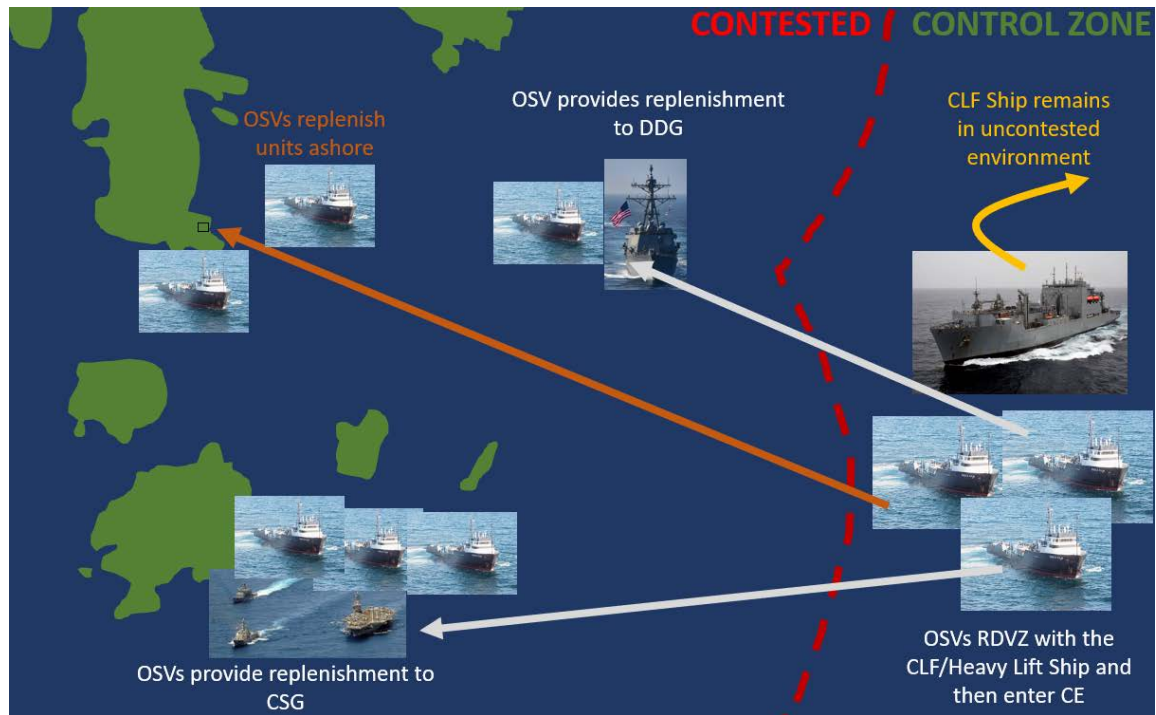 CONTESTED
CONTROL ZONE
OSV provides replenishment
to DDG
CLF Ship remains
in uncontested
environment
OSVs replenish
units ashore
OSVs provide replenishment to
CSG
OSVs RDVZ with the
CLF/Heavy Lift Ship and
then enter CE